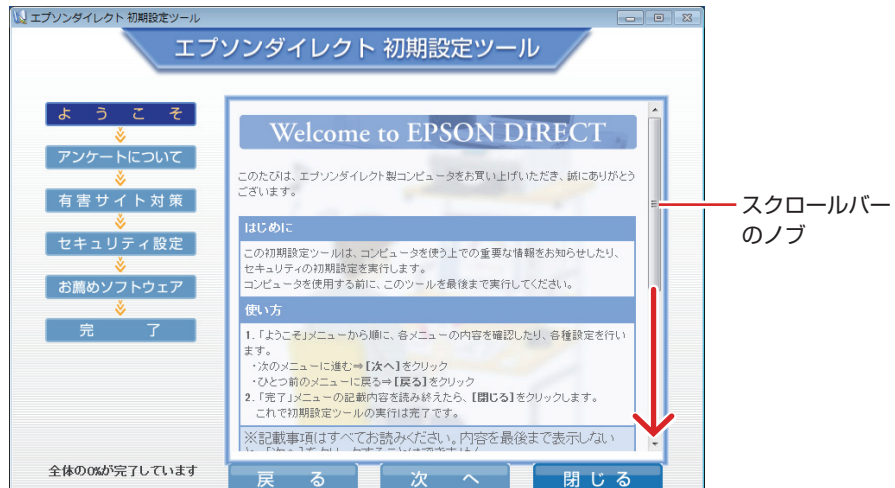 エプソンダイレクト 初期設定ツール
エプソンダイレクト 初期設定ツール
ようこそ
アンケートについて
有害サイト対策
セキュリティ設定
お薦めソフトウェア
完了
全体の0%が完了しています
Welcome to EPSON DIRECT
このたびは、エプソンダイレクト製コンピュータをお買い上げいただき、誠にありがとう
ございます。
はじめに
この初期設定ツールは、コンピュータを使う上での重要な情報をお知らせしたり、
セキュリティの初期設定を実行します。
コンピュータを使用する前に、このツールを最後まで実行してください。
使い方
1.「ようこそ」メニューから順に、各メニューの内容を確認したり、各種設定を行い
ます。
・次のメニューに進む⇒[次へ]をクリック
・ひとつ前のメニューに戻る⇒[戻る]をクリック
2.「完了」メニューの記載内容を読み終えたら、[閉じる]をクリックします。
これで初期設定ツールの実行は完了です。
※記載事項はすべてお読みください。内容を最後まで表示しない
戻る
次へ
閉じる
スクロールバー
のノブ